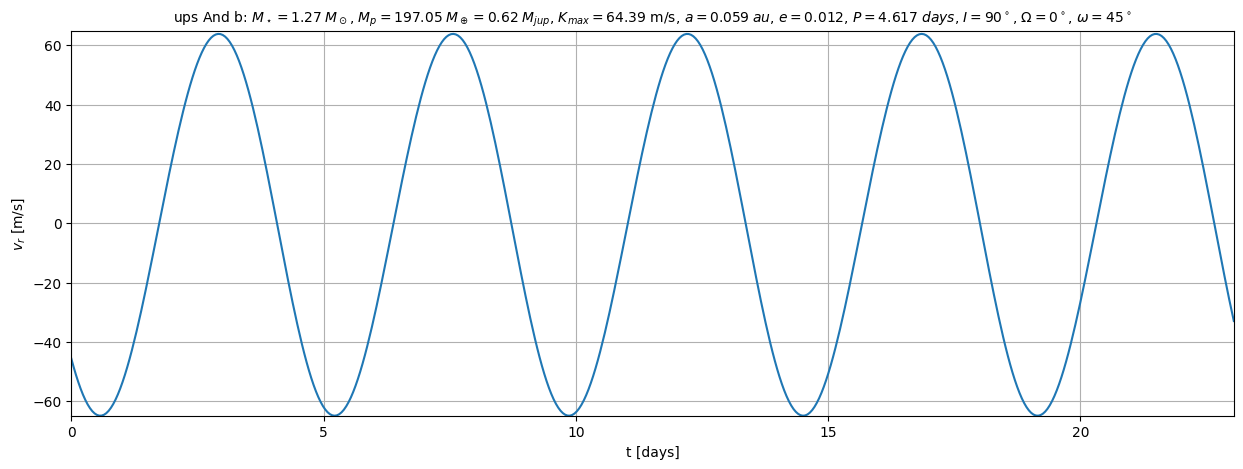 ups And b: M⋆ = 1.27 M⊙, Mp = 197.05 M⊕ = 0.62 Mjup, Kmax = 64.39 m/s, a = 0.059 au, e = 0.012, P = 4.617 days, I = 90°, Ω = 0°, ω = 45°
60
40
20
0
−20
−40
−60
vr [m/s]
0 5 10 15 20
t [days]